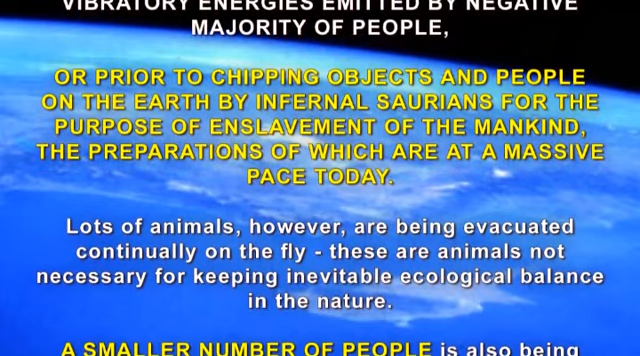 VIBRATORY ENERGIES EMITTED BY NEGATIVE
MAJORITY OF PEOPLE,
OR PRIOR TO CHIPPING OBJECTS AND PEOPLE
ON THE EARTH BY INFERNAL SAURIANS FOR THE
PURPOSE OF ENSLAVEMENT OF THE MANKIND,
THE PREPARATIONS OF WHICH ARE AT A MASSIVE
PACE TODAY.
Lots of animals, however, are being evacuated
continually on the fly - these are animals not
necessary for keeping inevitable ecological balance
in the nature.
A SMALLER NUMBER OF PEOPLE is also being